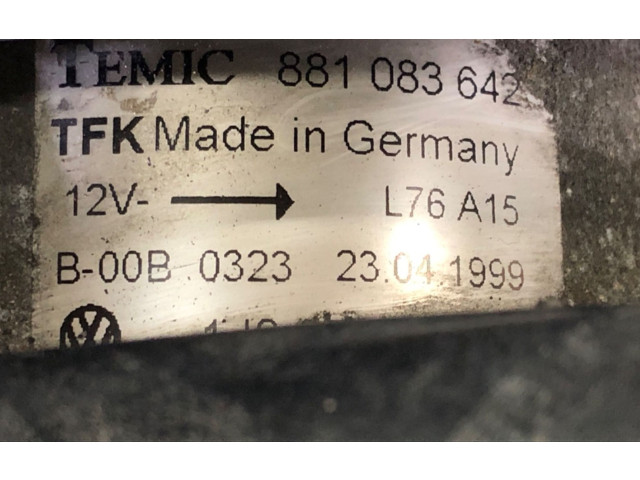 TEMIC 881 083 642
TFK Made in Germany
12V- L76 A15
B-00B 0323 23.04.1999